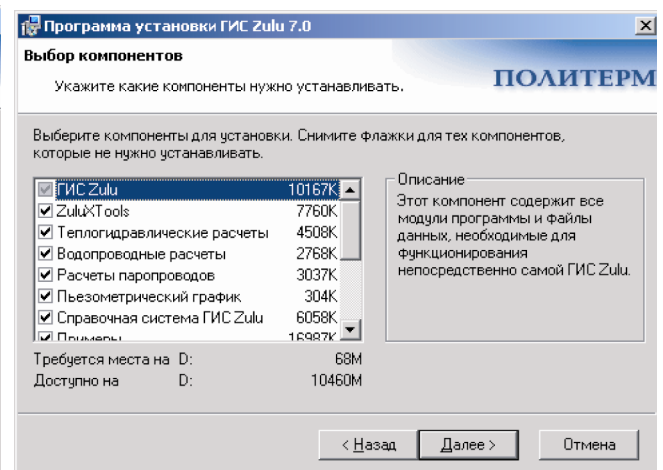 Программа установки ГИС Zulu 7.0
Выбор компонентов
Укажите какие компоненты нужно устанавливать.
ПОЛИТЕРМ
Выберите компоненты для установки. Снимите флажки для тех компонентов,
которые не нужно устанавливать.
ГИС Zulu 10167K
ZuluXTools 7760K
Теплогидравлические расчеты 4508K
Водопроводные расчеты 2768K
Расчеты паропроводов 3037K
Пьезометрический график 304K
Справочная система ГИС Zulu 6058K
Примеры 16987K
Описание
Этот компонент содержит все
модули программы и файлы
данных, необходимые для
функционирования
непосредственно самой ГИС Zulu.
Требуется места на D: 68M
Доступно на D: 10460M
< Назад Далее > Отмена